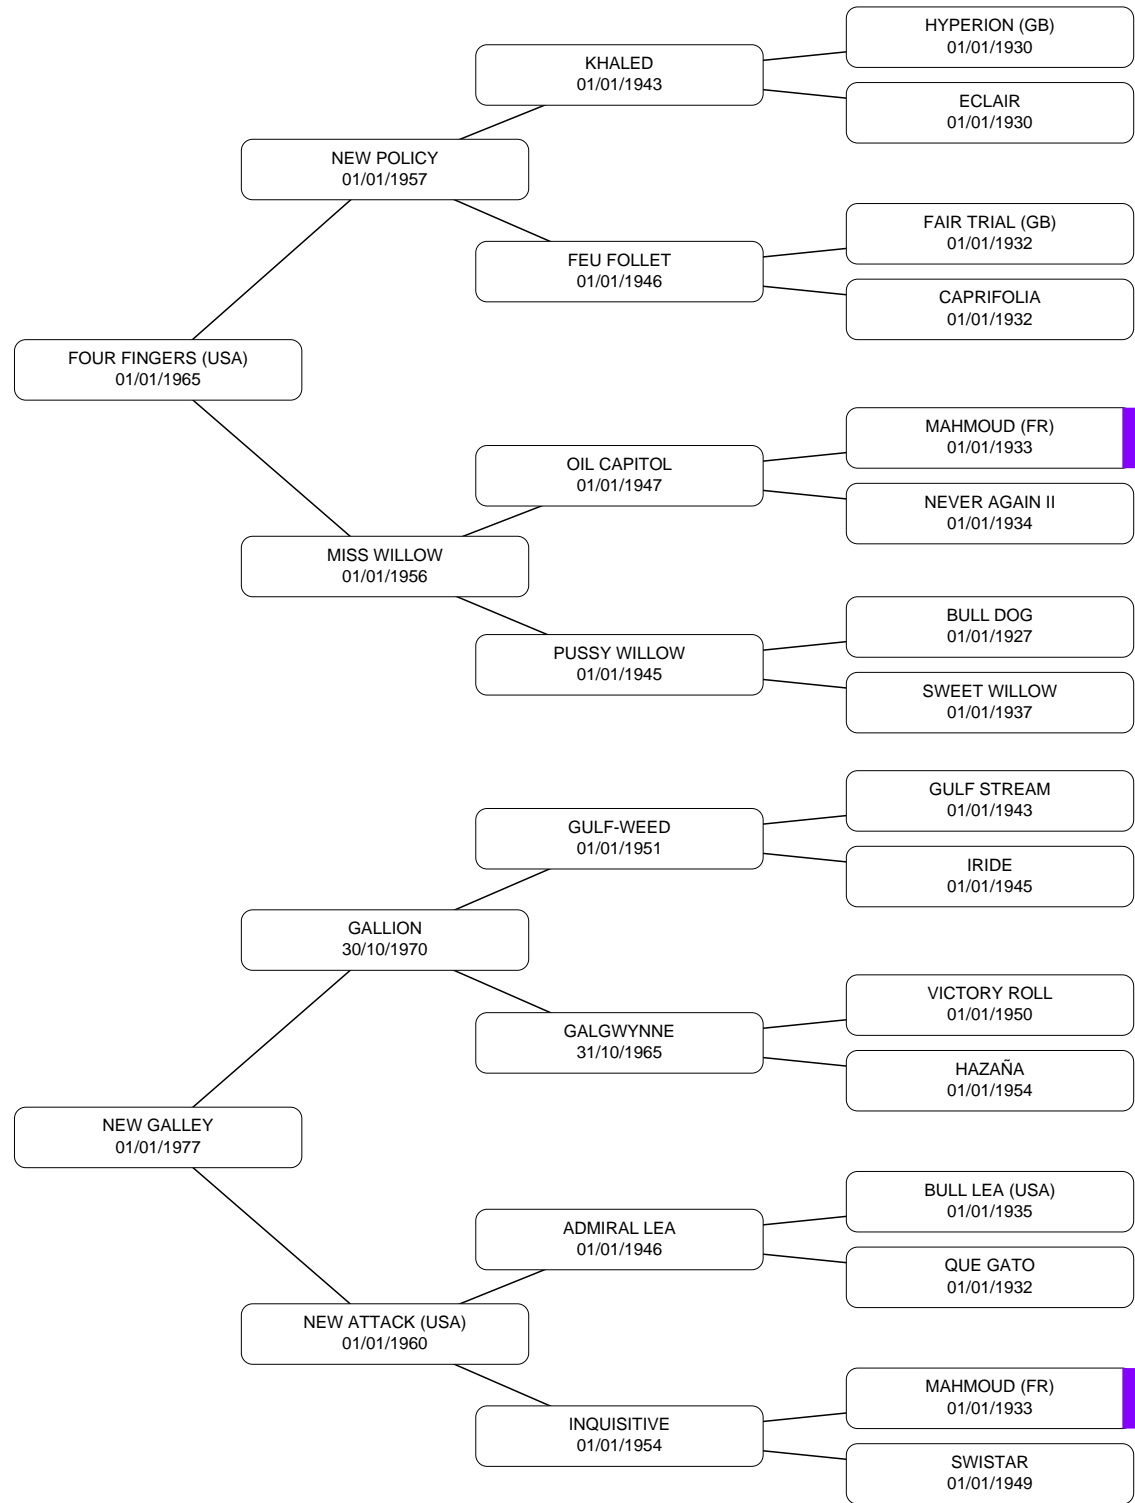 HYPERION (GB)
01/01/1930
KHALED
01/01/1943
ECLAIR
01/01/1930
NEW POLICY
01/01/1957
FAIR TRIAL (GB)
01/01/1932
FEU FOLLET
01/01/1946
CAPRIFOLIA
01/01/1932
FOUR FINGERS (USA)
01/01/1965
MAHMOUD (FR)
01/01/1933
OIL CAPITOL
01/01/1947
NEVER AGAIN II
01/01/1934
MISS WILLOW
01/01/1956
BULL DOG
01/01/1927
PUSSY WILLOW
01/01/1945
SWEET WILLOW
01/01/1937
GULF STREAM
01/01/1943
GULF-WEED
01/01/1951
IRIDE
01/01/1945
GALLION
30/10/1970
VICTORY ROLL
01/01/1950
GALGWYNNE
31/10/1965
HAZAÑA
01/01/1954
NEW GALLEY
01/01/1977
BULL LEA (USA)
01/01/1935
ADMIRAL LEA
01/01/1946
QUE GATO
01/01/1932
NEW ATTACK (USA)
01/01/1960
MAHMOUD (FR)
01/01/1933
INQUISITIVE
01/01/1954
SWISTAR
01/01/1949